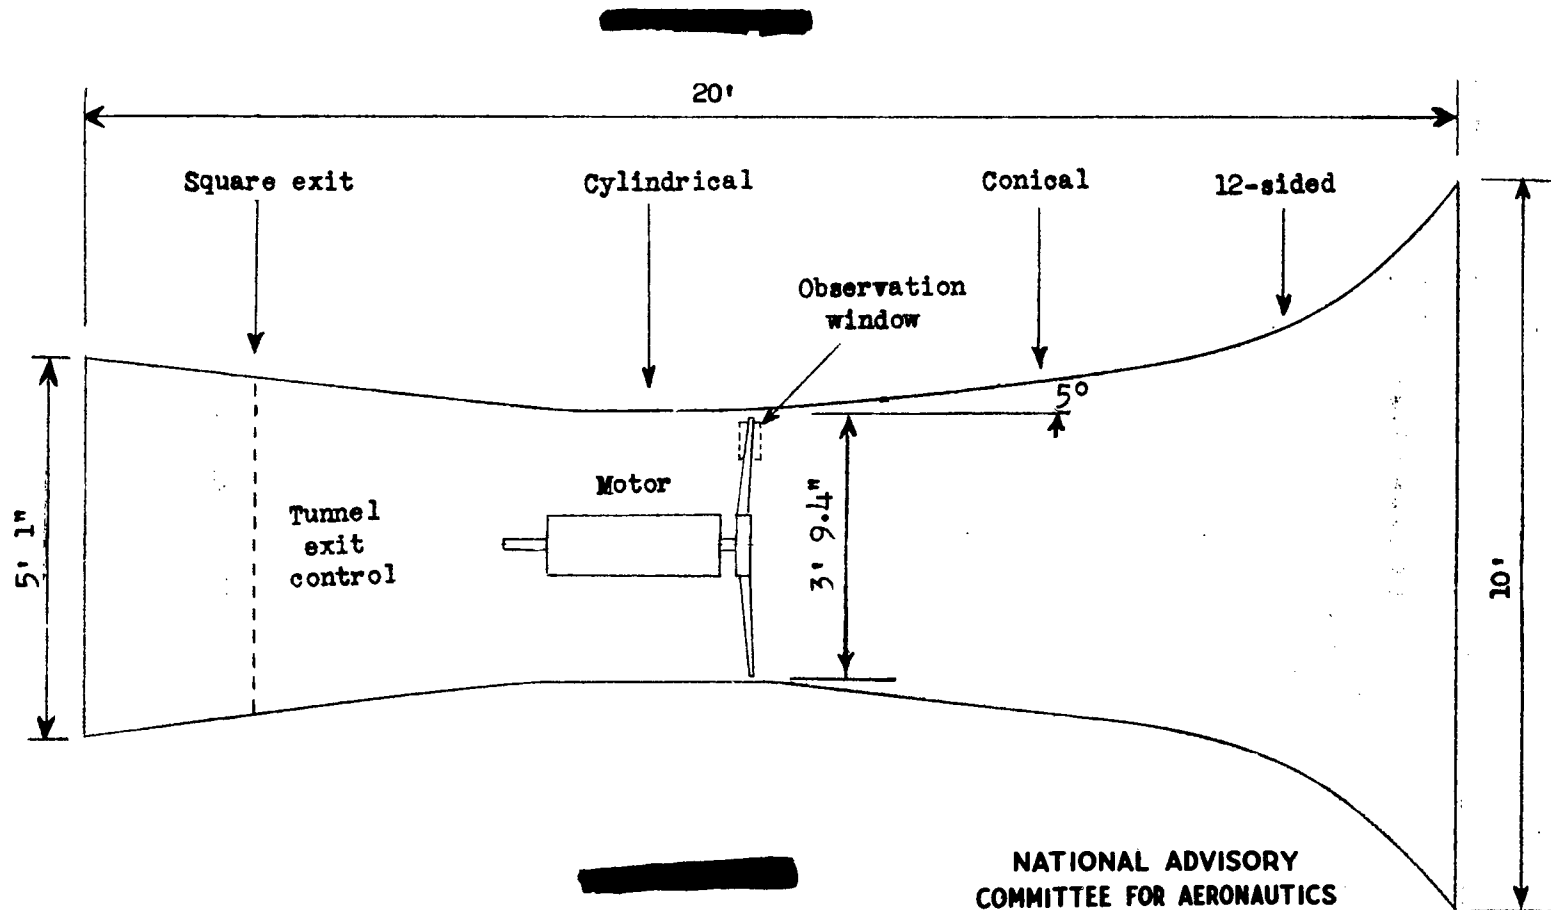 20'
Square exit
Cylindrical
Conical
12-sided
Observation
window
5°
Motor
Tunnel
exit
control
5' 1"
3' 9.4"
10'
NATIONAL ADVISORY
COMMITTEE FOR AERONAUTICS